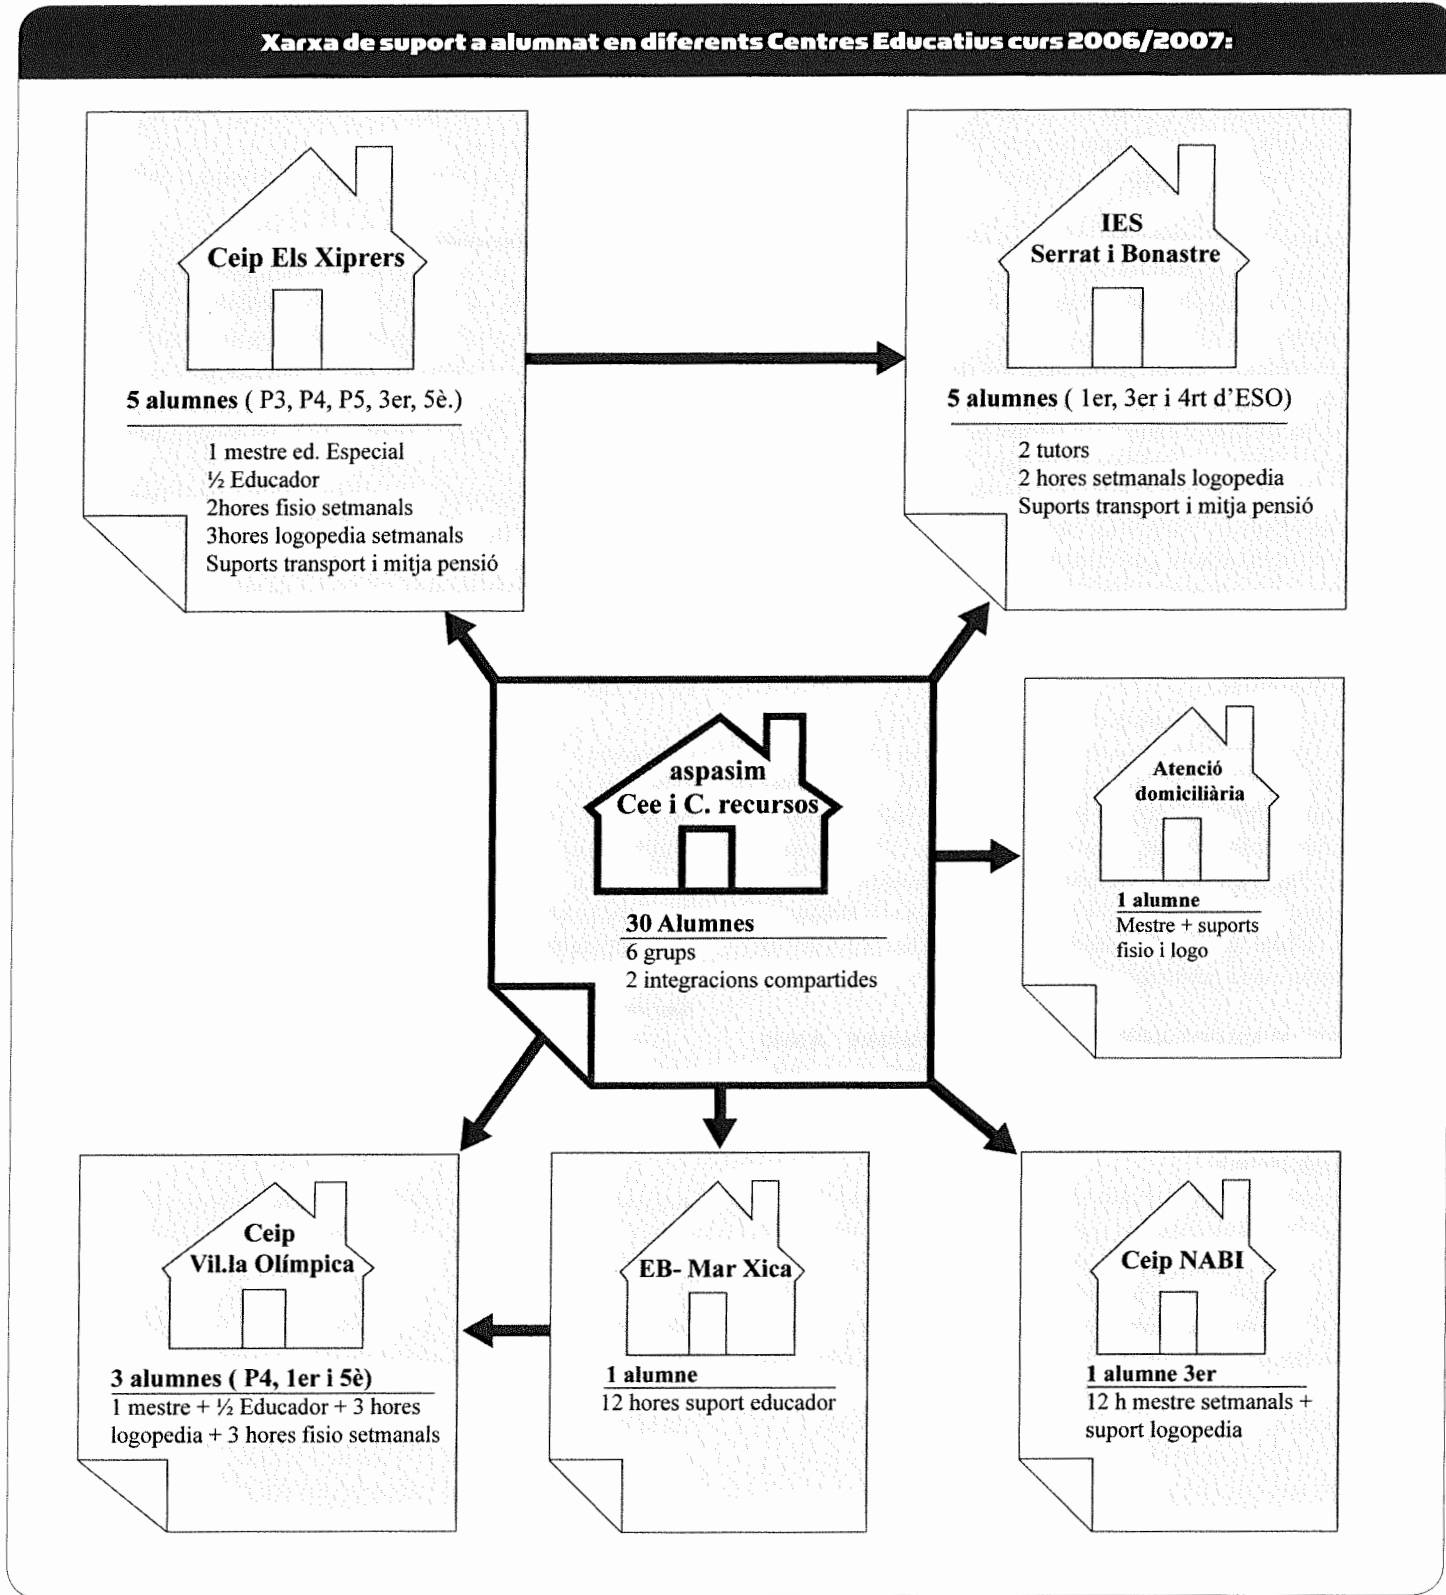 Xarxa de suport a alumnat en diferents Centres Educatius curs 2006/2007:
Ceip Els Xiprers
5 alumnes ( P3, P4, P5, 3er, 5è.)
1 mestre ed. Especial
½ Educador
2hores fisio setmanals
3hores logopedia setmanals
Suports transport i mitja pensió
IES
Serrat i Bonastre
5 alumnes ( 1er, 3er i 4rt d’ESO)
2 tutors
2 hores setmanals logopedia
Suports transport i mitja pensió
aspasim
Cee i C. recursos
30 Alumnes
6 grups
2 integracions compartides
Atenció
domiciliària
1 alumne
Mestre + suports
fisio i logo
Ceip
Vil.la Olímpica
3 alumnes ( P4, 1er i 5è)
1 mestre + ½ Educador + 3 hores
logopedia + 3 hores fisio setmanals
EB- Mar Xica
1 alumne
12 hores suport educador
Ceip NABI
1 alumne 3er
12 h mestre setmanals +
suport logopedia